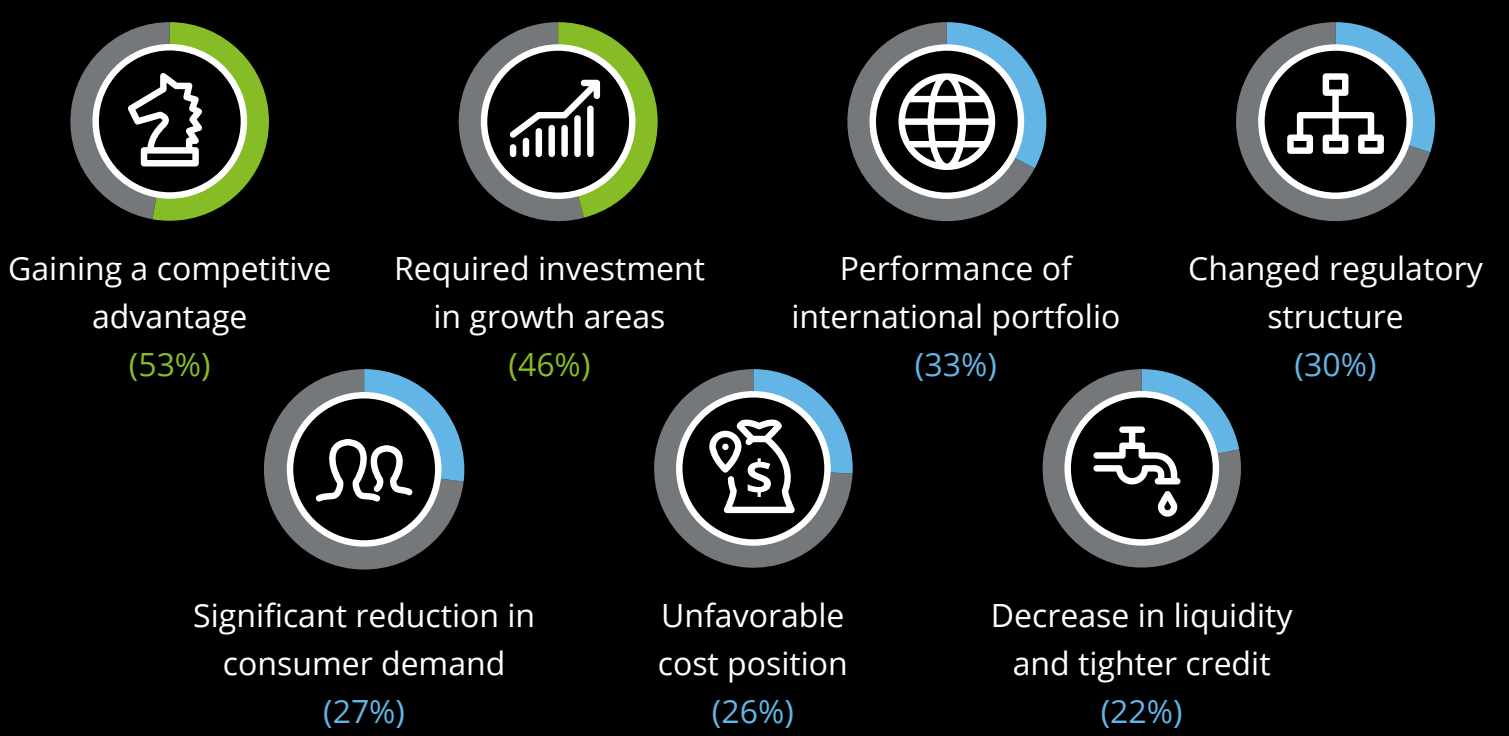 Gaining a competitive
advantage
(53%)
Required investment
in growth areas
(46%)
Performance of
international portfolio
(33%)
Changed regulatory
structure
(30%)
$
Significant reduction in
consumer demand
(27%)
Unfavorable
cost position
(26%)
Decrease in liquidity
and tighter credit
(22%)